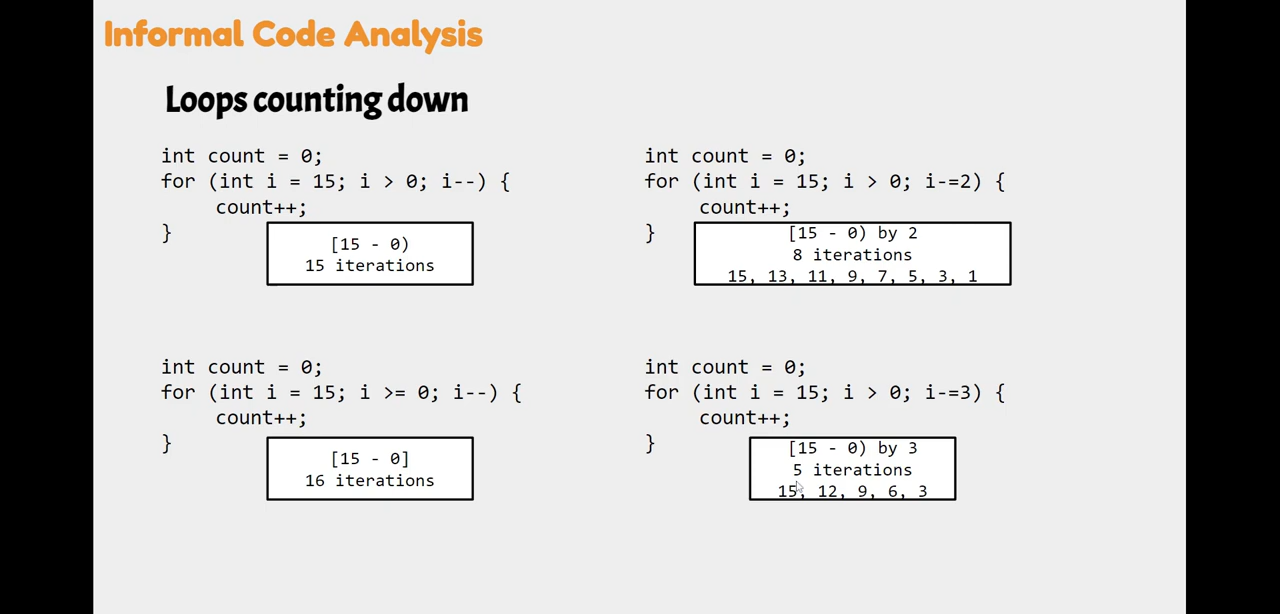 Informal Code Analysis
Loops counting down
int count = 0;
for (int i = 15; i > 0; i--) {
count++;
}
[15 - 0)
15 iterations
int count = 0;
for (int i = 15; i > 0; i-=2) {
count++;
}
[15 - 0) by 2
8 iterations
15, 13, 11, 9, 7, 5, 3, 1
int count = 0;
for (int i = 15; i >= 0; i--) {
count++;
}
[15 - 0]
16 iterations
int count = 0;
for (int i = 15; i > 0; i-=3) {
count++;
}
[15 - 0) by 3
5 iterations
15, 12, 9, 6, 3